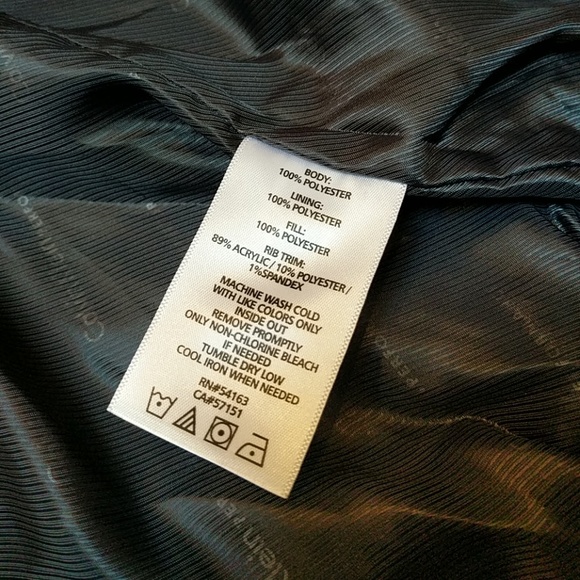 BODY:
100% POLYESTER
LINING:
100% POLYESTER
FILL:
100% POLYESTER
RIB TRIM:
89% ACRYLIC / 10% POLYESTER /
1%SPANDEX
MACHINE WASH COLD
WITH LIKE COLORS ONLY
INSIDE OUT
REMOVE PROMPTLY
ONLY NON-CHLORINE BLEACH
IF NEEDED
TUMBLE DRY LOW
COOL IRON WHEN NEEDED
RN#54163
CA#57151
Klein PER